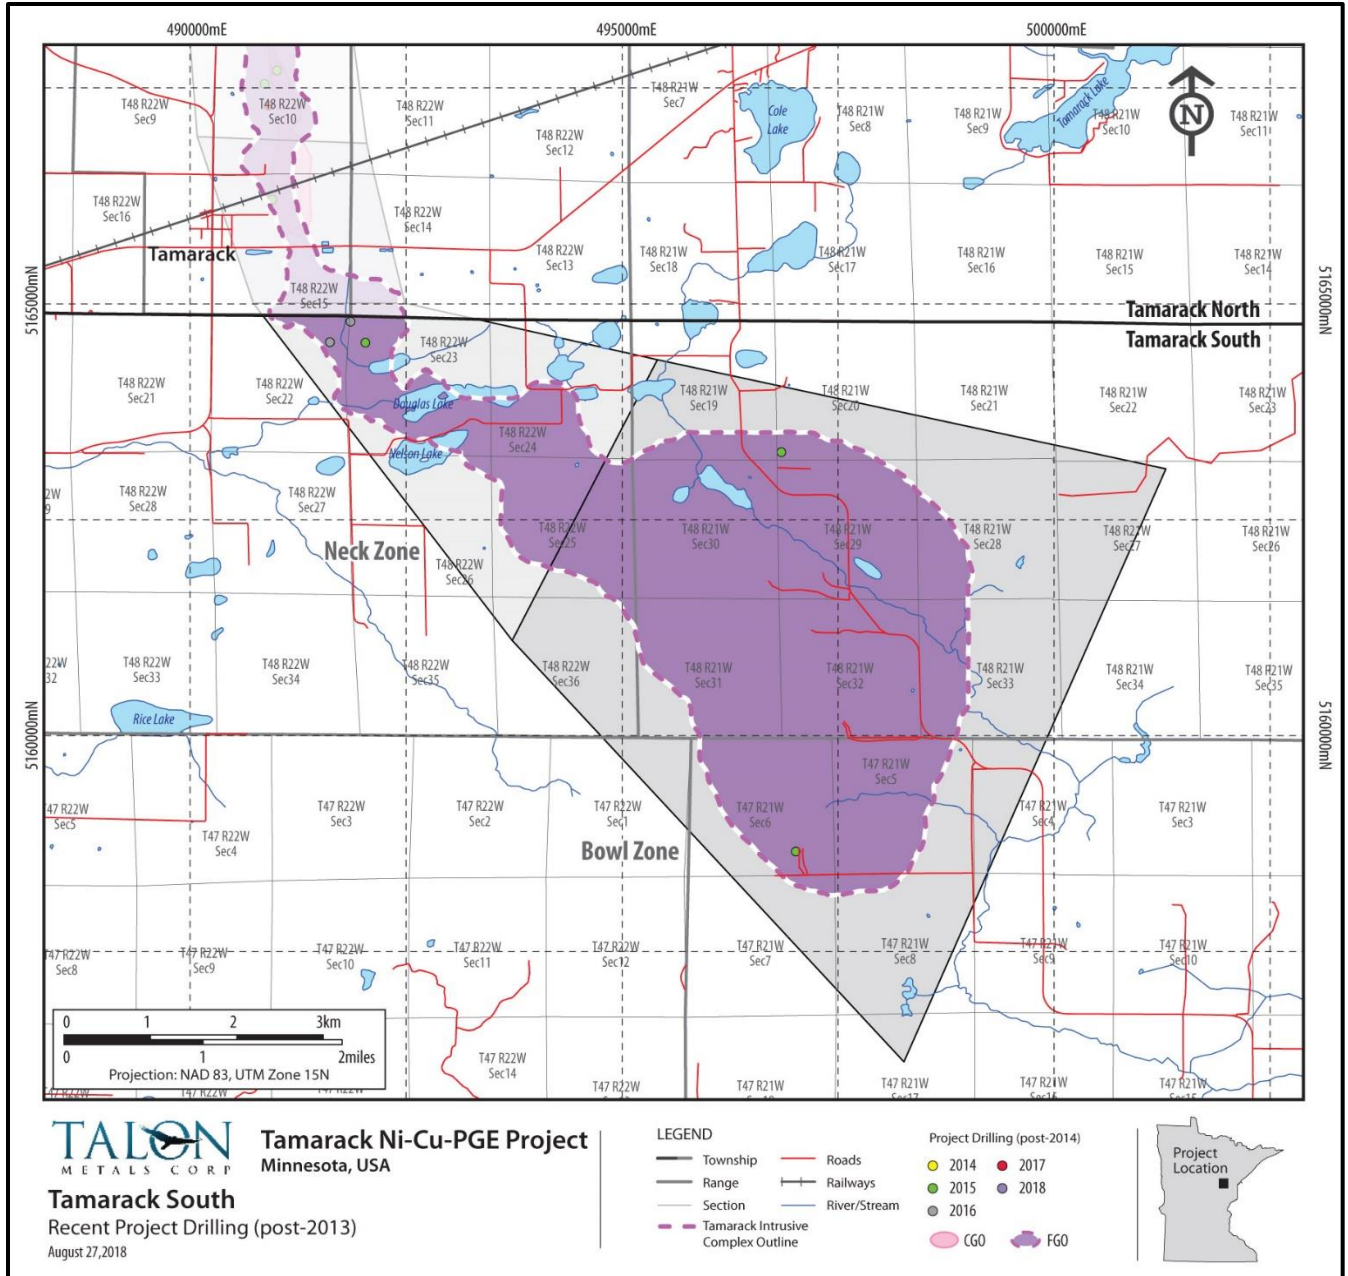 490000mE
495000mE
500000mE
T48 R22W
Sec9
T48 R22W
Sec10
T48 R22W
Sec11
T48 R22W
Sec12
T48 R21W
Sec7
Cole
Lake
T48 R21W
Sec8
T48 R21W
Sec9
Tamarack Lake
T48 R21W
Sec10
T48 R21W
Sec11
N
T48 R22W
Sec16
Tamarack
T48 R22W
Sec14
T48 R22W
Sec13
T48 R21W
Sec18
T48 R21W
Sec17
T48 R21W
Sec16
T48 R21W
Sec15
T48 R21W
Sec14
T48 R22W
Sec15
5165000mN
5165000mN
Tamarack North
Tamarack South
T48 R22W
Sec21
T48 R22W
Sec22
T48 R22W
Sec23
Douglas Lake
Nelson Lake
T48 R22W
Sec24
T48 R21W
Sec19
T48 R21W
Sec20
T48 R21W
Sec21
T48 R21W
Sec22
T48 R21W
Sec23
T48 R22W
Sec28
T48 R22W
Sec27
Neck Zone
T48 R22W
Sec26
T48 R22W
Sec25
T48 R21W
Sec30
T48 R21W
Sec29
T48 R21W
Sec28
T48 R21W
Sec27
T48 R21W
Sec26
22W
32
T48 R22W
Sec33
T48 R22W
Sec34
T48 R22W
Sec35
T48 R22W
Sec36
T48 R21W
Sec31
T48 R21W
Sec32
T48 R21W
Sec33
T48 R21W
Sec34
T48 R21W
Sec35
Rice Lake
5160000mN
5160000mN
T47 R22W
Sec5
T47 R22W
Sec4
T47 R22W
Sec3
T47 R22W
Sec2
T47 R22W
Sec1
Bowl Zone
T47 R21W
Sec6
T47 R21W
Sec5
T47 R21W
Sec4
T47 R21W
Sec3
T47 R22W
Sec8
T47 R22W
Sec9
T47 R22W
Sec10
T47 R22W
Sec11
T47 R22W
Sec12
T47 R21W
Sec7
T47 R21W
Sec8
T47 R21W
Sec9
T47 R21W
Sec10
0 1 2 3km
0 1 2miles
Projection: NAD 83, UTM Zone 15N
T47 R22W
Sec14
T47 R21W
Sec17
TALON
METALS CORP
Tamarack Ni-Cu-PGE Project
Minnesota, USA
Tamarack South
Recent Project Drilling (post-2013)
August 27,2018
LEGEND
Township
Range
Section
Tamarack Intrusive
Complex Outline
Roads
Railways
River/Stream
Project Drilling (post-2014)
2014
2015
2016
2017
2018
CGO
FGO
Project
Location